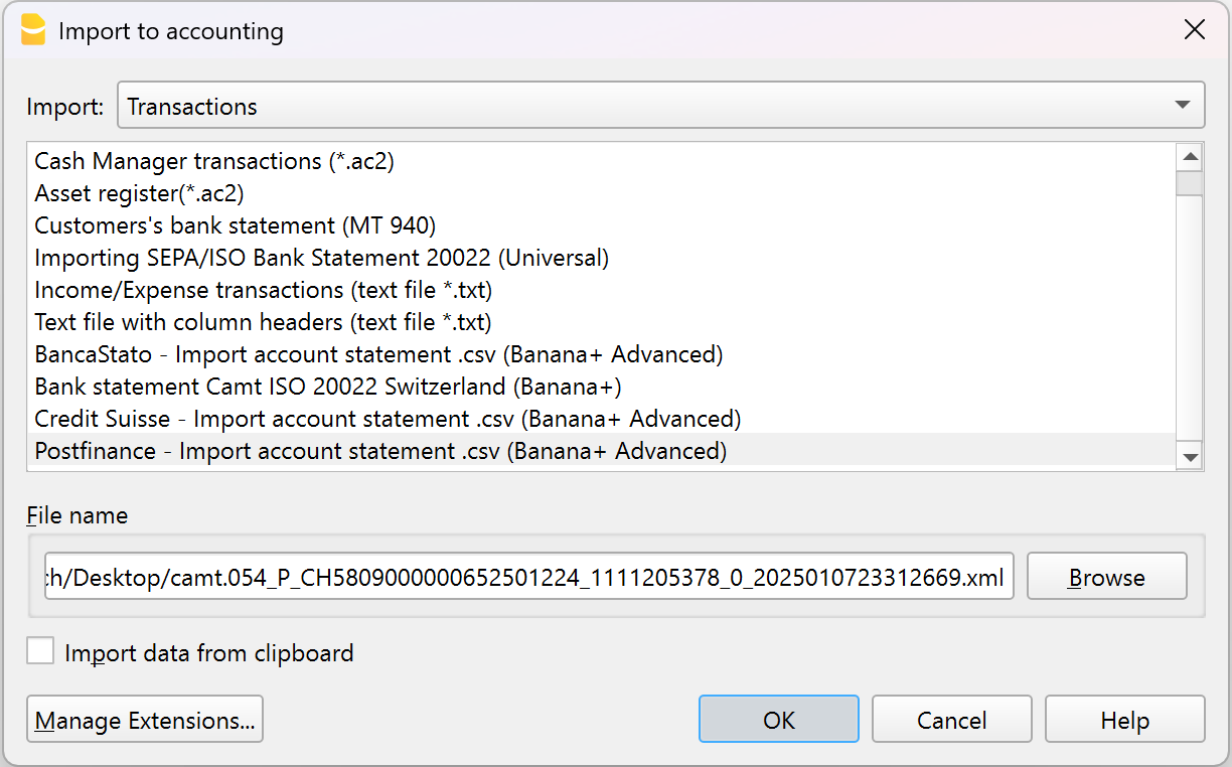 Import to accounting
Import: Transactions
Cash Manager transactions (*.ac2)
Asset register(*.ac2)
Customers's bank statement (MT 940)
Importing SEPA/ISO Bank Statement 20022 (Universal)
Income/Expense transactions (text file *.txt)
Text file with column headers (text file *.txt)
BancaStato - Import account statement .csv (Banana+ Advanced)
Bank statement Camt ISO 20022 Switzerland (Banana+)
Credit Suisse - Import account statement .csv (Banana+ Advanced)
Postfinance - Import account statement .csv (Banana+ Advanced)
File name
:h/Desktop/camt.054_P_CH5809000000652501224_1111205378_0_2025010723312669.xml Browse
Import data from clipboard
Manage Extensions... OK Cancel Help